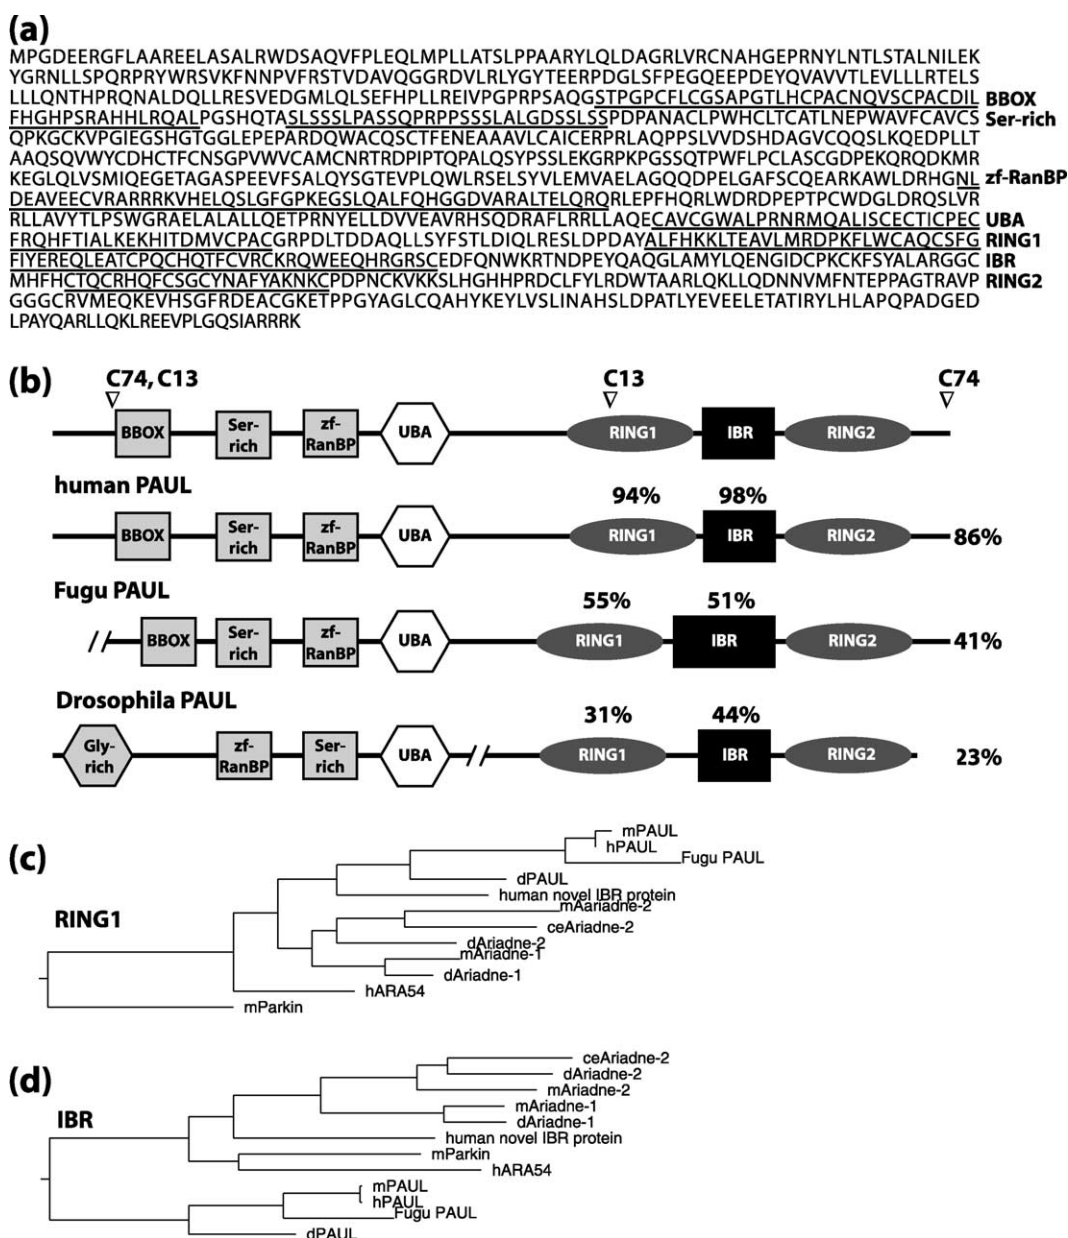 (a)
MPGDEERGFLAAREELASALRWDSAQVFPLEQLMPLLATSLPPAARYLQLDAGRLVRCNAHGEPRNYLNTLSTALNILEK
YGRNLLSPQRPRYWRSVKFNNPVFRSTVDAVQGGRDVLRLYGYTEERPDGLSFPEGQEEPDEYQVAVVTLEVLLLRTELS
LLLQNTHPRQNALDQLLRESVEDGMLQLSEFHPLLREIVPGPRPSAQGSTPGPCFLCGSAPGTLHCPACNQVSCPACDIL BBOX
FHGHPSRAHHLRQALPGSHQTASLSSSLPASSQPRPPSSSLALGDSSLSSPDPANACLPWHCLTCATLNEPWAVFCAVCS Ser-rich
QPKGCKVPGIEGSHGTGGLEPEPARDQWACQSCTFENEAAAVLCAICERPRLAQPPSLVVDSHDAGVCQQSLKQEDPLLT
AAQSQVWYCDHCTFCNSGPVWVCAMCNRTRDPIPTQPALQSYPSSLEKGRPKPGSSQTPWFLPCLASCGDPEKQRQDKMR
KEGLQLVSMIQEGETAGASPEEVFSALQYSGTEVPLQWLRSELSYVLEMVAELAGQQDPELGAFSCQEARKAWLDRHGNL zf-RanBP
DEAVEECVRARRRKVHELQSLGFGPKEGSLQALFQHGGDVARALTELQRQRLEPFHQRLWDRDPEPTPCWDGLDRQSLVR
RLLAVYTLPSWGRAELALALLQETPRNYELLDVVEAVRHSQDRAFLRRLLAQECAVCGWALPRNRMQALISCECTICPEC UBA
FRQHFTIALKEKHITDMVCPACGRPDLTDDAQLLSYFSTLDIQLRESLDPDAYALFHKKLTEAVLMRDPKFLWCAQCSFG RING1
FIYEREQLEATCPQCHQTFCVRCKRQWEEQHRGRSCEDFQNWKRTNDPEYQAQGLAMYLQENGIDCPKCKFSYALARGGC IBR
MHFHCTQCRHQFCSGCYNAFYAKNKCPDPNCKVKKSLHGHHPRDCLFYLRDWTAARLQKLLQDNNVMFNTEPPAGTRAVP RING2
GGGCRVMEQKEVHSGFRDEACGKETPPGYAGLCQAHYKEYLVSLINAHSLDPATLYEVEELETATIRYLHLAPQPADGED
LPAYQARLLQKLREEVPLGQSIARRRK
(b)
C74, C13 C13 C74
BBOX Ser-rich zf-RanBP UBA RING1 IBR RING2
human PAUL 94% 98%
BBOX Ser-rich zf-RanBP UBA RING1 IBR RING2 86%
Fugu PAUL 55% 51%
BBOX Ser-rich zf-RanBP UBA RING1 IBR RING2 41%
Drosophila PAUL 31% 44%
Gly-rich zf-RanBP Ser-rich UBA RING1 IBR RING2 23%
(c)
RING1
mPAUL
hPAUL
Fugu PAUL
dPAUL
human novel IBR protein
mAariadne-2
ceAriadne-2
dAriadne-2
mAriadne-1
dAriadne-1
hARA54
mParkin
(d)
IBR
ceAriadne-2
dAriadne-2
mAriadne-2
mAriadne-1
dAriadne-1
human novel IBR protein
mParkin
hARA54
mPAUL
hPAUL
Fugu PAUL
dPAUL